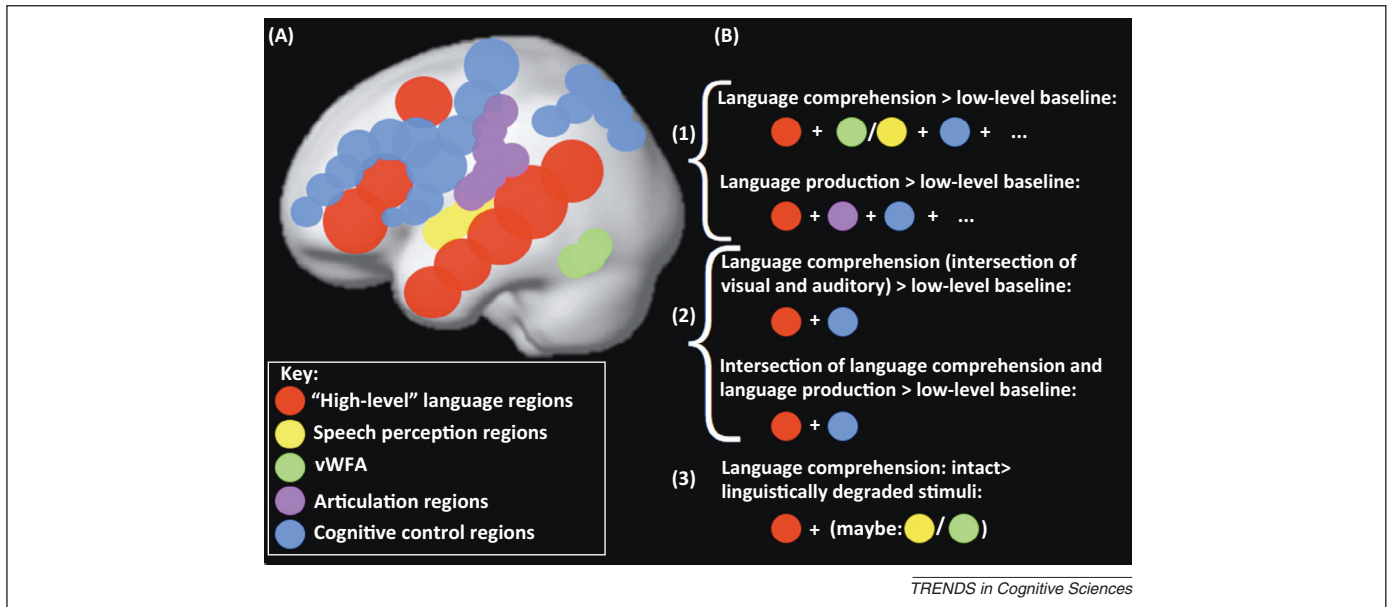 (A)
Key:
“High-level” language regions
Speech perception regions
vWFA
Articulation regions
Cognitive control regions
(B)
(1)
Language comprehension > low-level baseline:
+ / + + ...
Language production > low-level baseline:
+ + + ...
(2)
Language comprehension (intersection of
visual and auditory) > low-level baseline:
+
Intersection of language comprehension and
language production > low-level baseline:
+
(3)
Language comprehension: intact>
linguistically degraded stimuli:
+ (maybe: / )
TRENDS in Cognitive Sciences